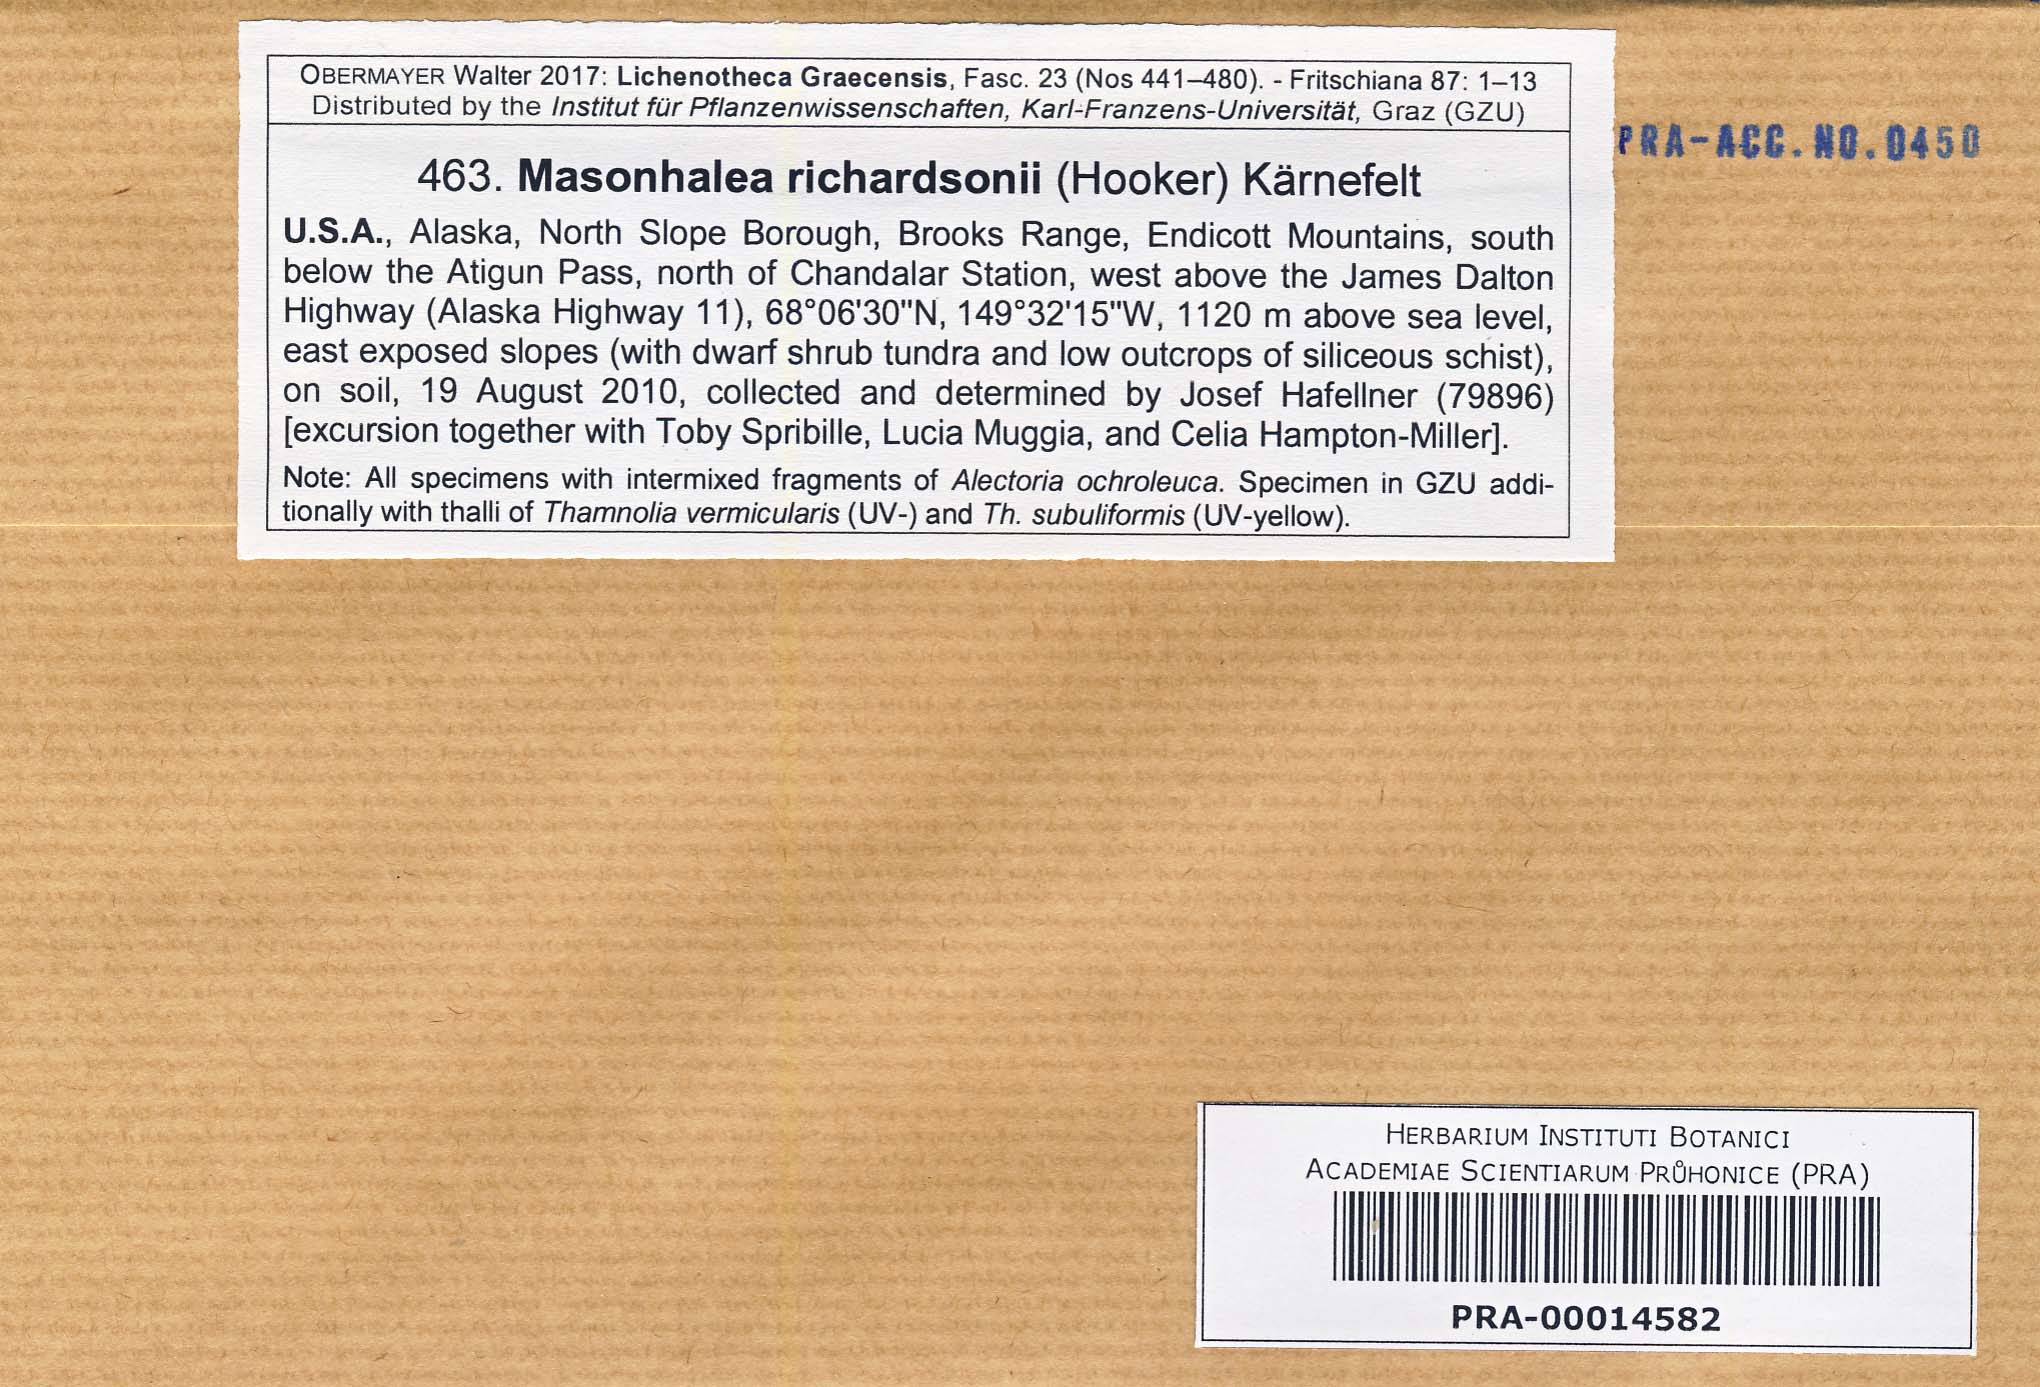 OBERMAYER Walter 2017: Lichenotheca Graecensis, Fasc. 23 (Nos 441–480). - Fritschiana 87: 1–13
Distributed by the Institut für Pflanzenwissenschaften, Karl-Franzens-Universität, Graz (GZU)
PRA-ACC. NO. 0450
463. Masonhalea richardsonii (Hooker) Kärnefelt
U.S.A., Alaska, North Slope Borough, Brooks Range, Endicott Mountains, south
below the Atigun Pass, north of Chandalar Station, west above the James Dalton
Highway (Alaska Highway 11), 68°06'30"N, 149°32'15"W, 1120 m above sea level,
east exposed slopes (with dwarf shrub tundra and low outcrops of siliceous schist),
on soil, 19 August 2010, collected and determined by Josef Hafellner (79896)
[excursion together with Toby Spribille, Lucia Muggia, and Celia Hampton-Miller].
Note: All specimens with intermixed fragments of Alectoria ochroleuca. Specimen in GZU addi-
tionally with thalli of Thamnolia vermicularis (UV-) and Th. subuliformis (UV-yellow).
HERBARIUM INSTITUTI BOTANICI
ACADEMIAE SCIENTIARUM PRŮHONICE (PRA)
PRA-00014582